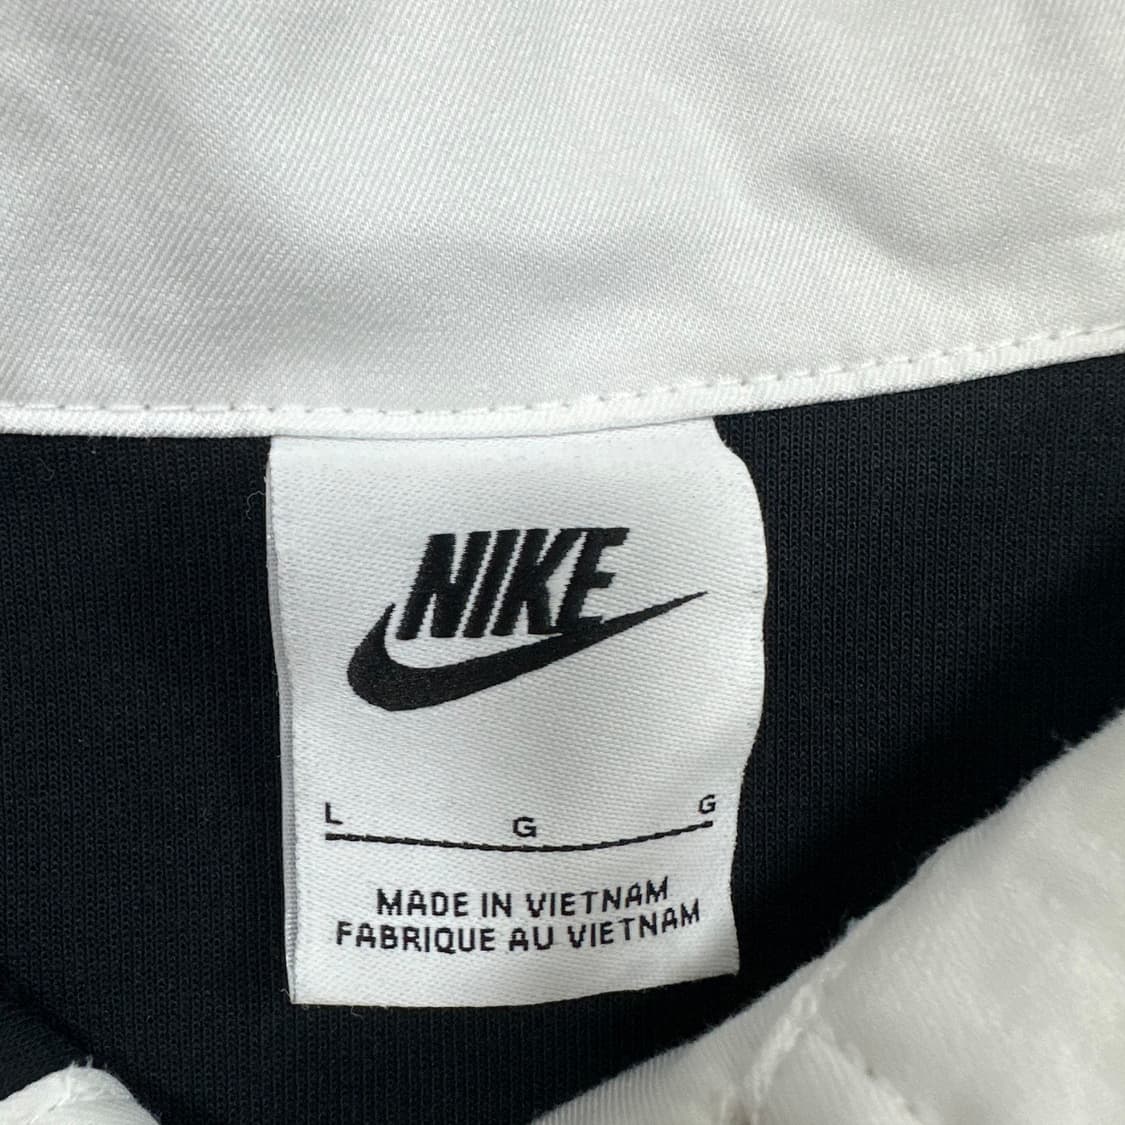 NIKE
L G G
MADE IN VIETNAM
FABRIQUE AU VIETNAM